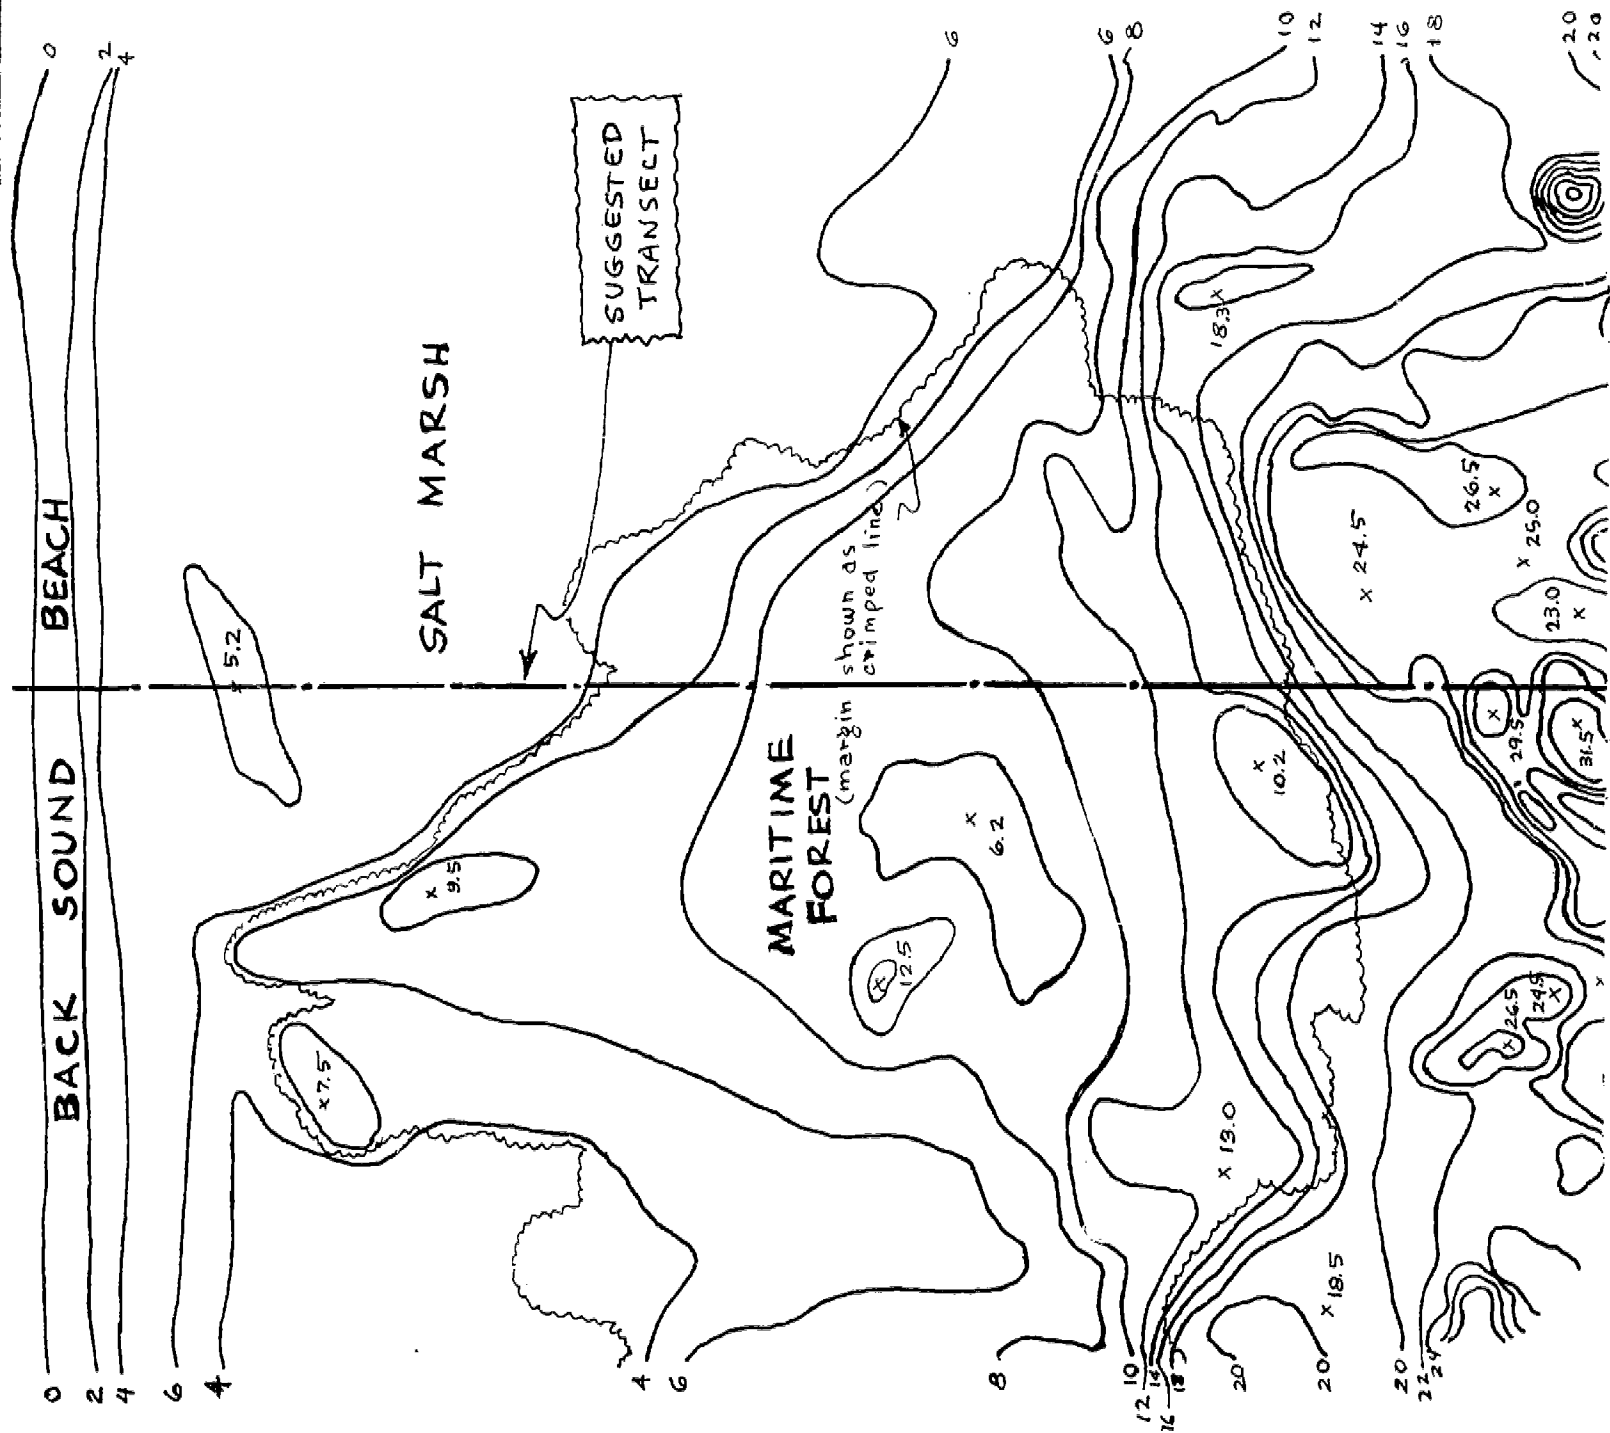 BACK SOUND BEACH
SALT MARSH
SUGGESTED
TRANSECT
MARITIME
FOREST
(margin shown as
crimped line)
0
2
4
6
4
4
6
8
10
12
14
16
18
20
20
20
22
24
0
2
4
6
6
8
10
12
14
16
18
20
20
x 5.2
x 9.5
x 7.5
x 12.5
x 6.2
x 10.2
x 13.0
x 18.5
18.3 x
x 24.5
26.5 x
x 25.0
23.0 x
x 29.5
31.5 x
x 26.5
24.5 x